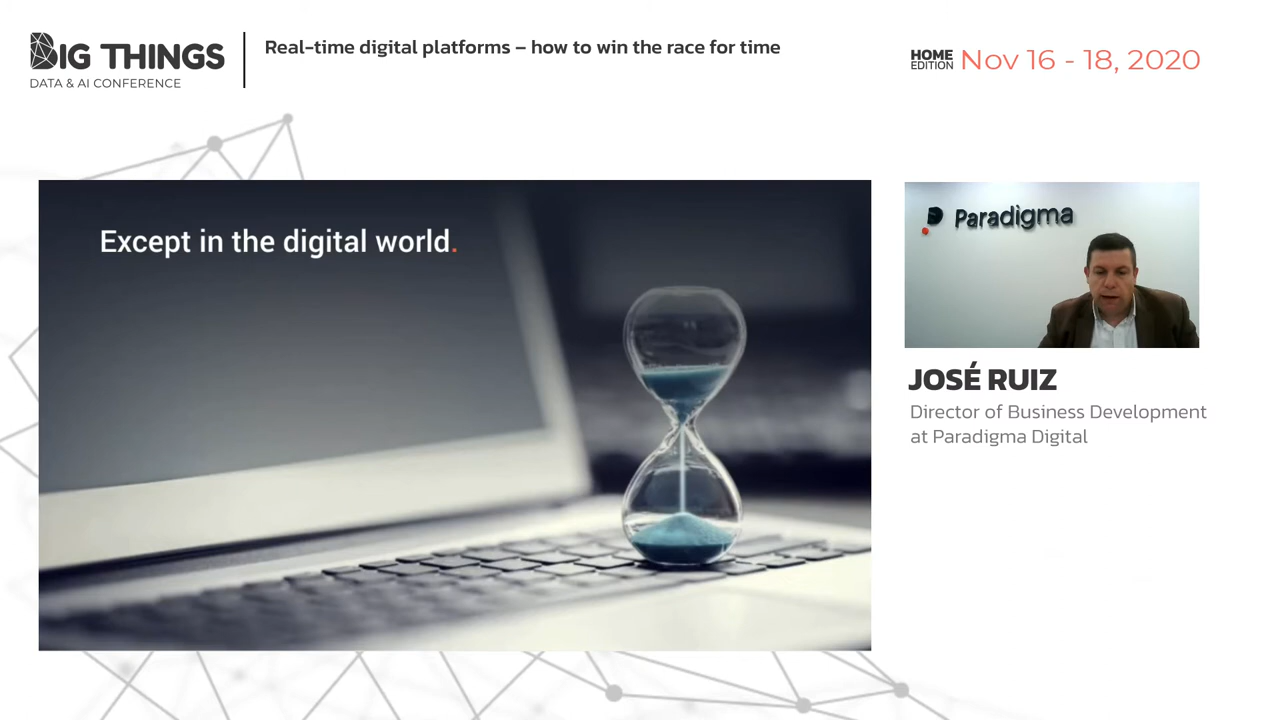 BIG THINGS
DATA & AI CONFERENCE
Real-time digital platforms – how to win the race for time
HOME
EDITION
Nov 16 - 18, 2020
Except in the digital world.
Paradigma
JOSÉ RUIZ
Director of Business Development
at Paradigma Digital